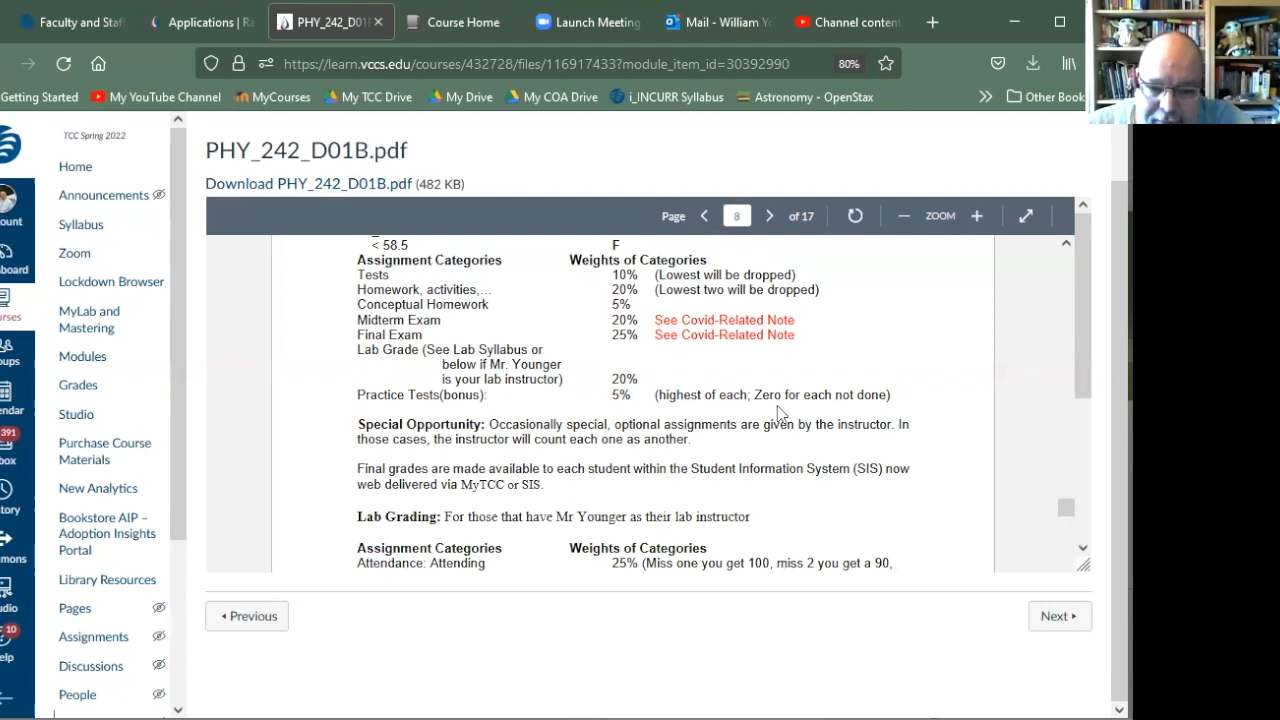 Faculty and Staff
Applications | Ra
PHY_242_D01B
Course Home
Launch Meeting
Mail - William Yo
Channel content
https://learn.vccs.edu/courses/432728/files/116917433?module_item_id=30392990
80%
Getting Started
My YouTube Channel
MyCourses
My TCC Drive
My Drive
My COA Drive
i_INCURR Syllabus
Astronomy - OpenStax
Other Book
TCC Spring 2022
Home
Announcements
Syllabus
Zoom
Lockdown Browser
MyLab and
Mastering
Modules
Grades
Studio
Purchase Course
Materials
New Analytics
Bookstore AIP –
Adoption Insights
Portal
Library Resources
Pages
Assignments
Discussions
People
391
10
PHY_242_D01B.pdf
Download PHY_242_D01B.pdf (482 KB)
Page
8
of 17
ZOOM
< 58.5 F
Assignment Categories Weights of Categories
Tests 10% (Lowest will be dropped)
Homework, activities,... 20% (Lowest two will be dropped)
Conceptual Homework 5%
Midterm Exam 20% See Covid-Related Note
Final Exam 25% See Covid-Related Note
Lab Grade (See Lab Syllabus or
below if Mr. Younger
is your lab instructor) 20%
Practice Tests(bonus): 5% (highest of each; Zero for each not done)
Special Opportunity: Occasionally special, optional assignments are given by the instructor. In
those cases, the instructor will count each one as another.
Final grades are made available to each student within the Student Information System (SIS) now
web delivered via MyTCC or SIS.
Lab Grading: For those that have Mr Younger as their lab instructor
Assignment Categories Weights of Categories
Attendance: Attending 25% (Miss one you get 100, miss 2 you get a 90,
Previous
Next